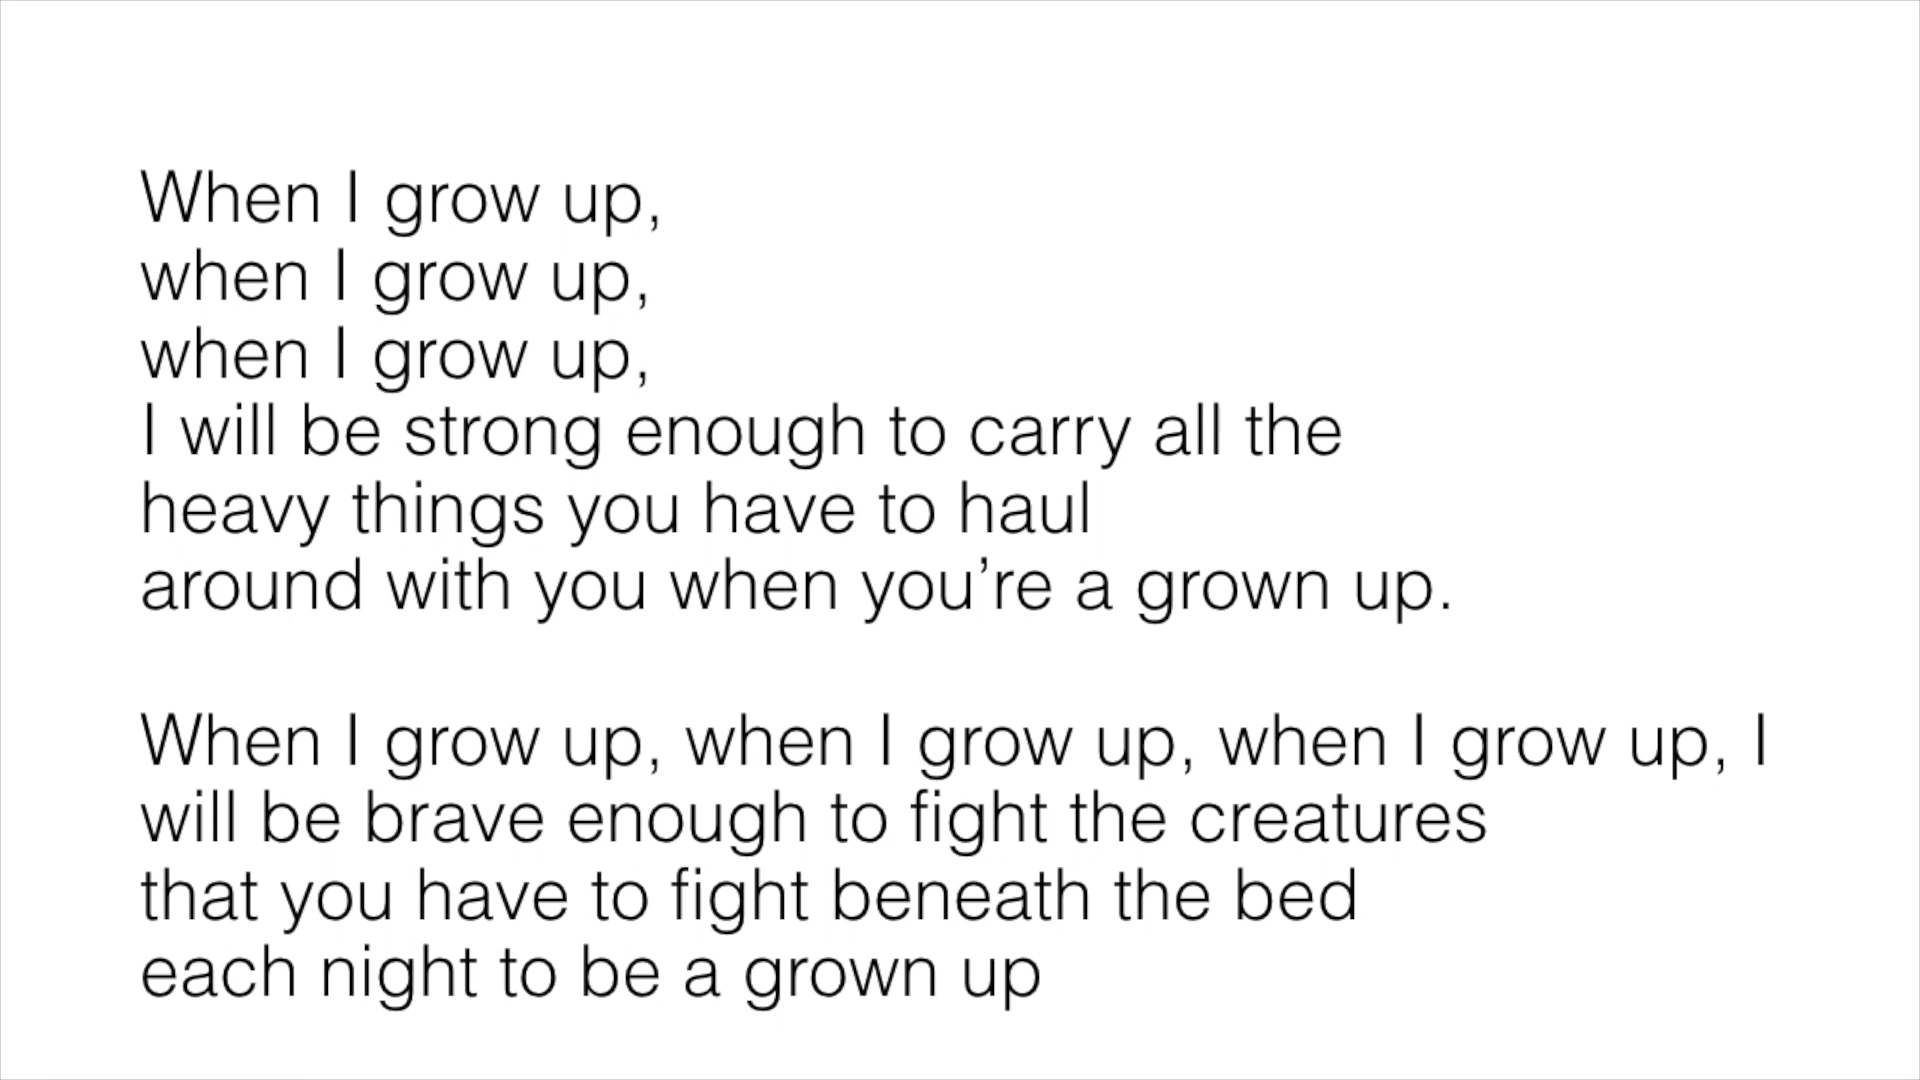 When I grow up,
when I grow up,
when I grow up,
I will be strong enough to carry all the
heavy things you have to haul
around with you when you’re a grown up.
When I grow up, when I grow up, when I grow up, I
will be brave enough to fight the creatures
that you have to fight beneath the bed
each night to be a grown up